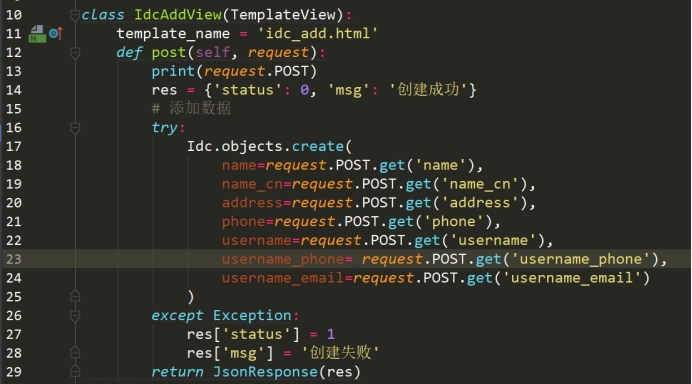 10 class IdcAddView(TemplateView):
11 template_name = 'idc_add.html'
12 def post(self, request):
13 print(request.POST)
14 res = {'status': 0, 'msg': '创建成功'}
15 # 添加数据
16 try:
17 Idc.objects.create(
18 name=request.POST.get('name'),
19 name_cn=request.POST.get('name_cn'),
20 address=request.POST.get('address'),
21 phone=request.POST.get('phone'),
22 username=request.POST.get('username'),
23 username_phone= request.POST.get('username_phone'),
24 username_email=request.POST.get('username_email')
25 )
26 except Exception:
27 res['status'] = 1
28 res['msg'] = '创建失败'
29 return JsonResponse(res)